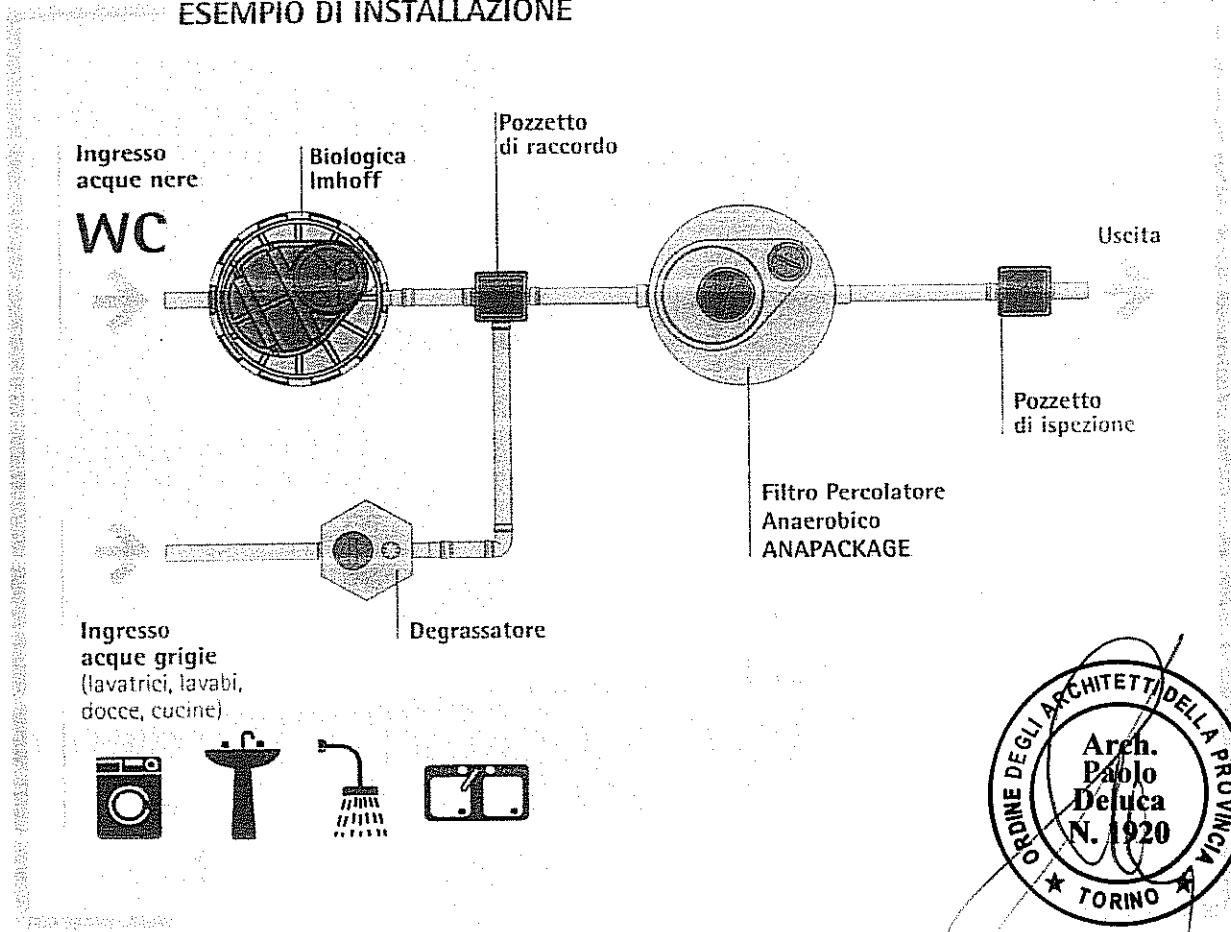 ESEMPIO DI INSTALLAZIONE
Ingresso
acque nere
WC
Biologica
Imhoff
Pozzetto
di raccordo
Uscita
Pozzetto
di ispezione
Filtro Percolatore
Anaerobico
ANAPACKAGE
Ingresso
acque grigie
(lavatrici, lavabi,
docce, cucine)
Degrassatore
ORDINE DEGLI ARCHITETTI DELLA PROVINCIA
TORINO
Arch.
Paolo
Deluca
N. 1920